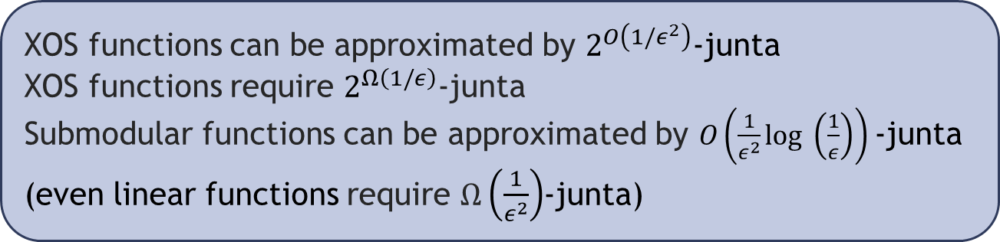 XOS functions can be approximated by $2^{O(1/\epsilon^2)}$-junta
XOS functions require $2^{\Omega(1/\epsilon)}$-junta
Submodular functions can be approximated by $O\left(\frac{1}{\epsilon^2}\log\left(\frac{1}{\epsilon}\right)\right)$-junta
(even linear functions require $\Omega\left(\frac{1}{\epsilon^2}\right)$-junta)